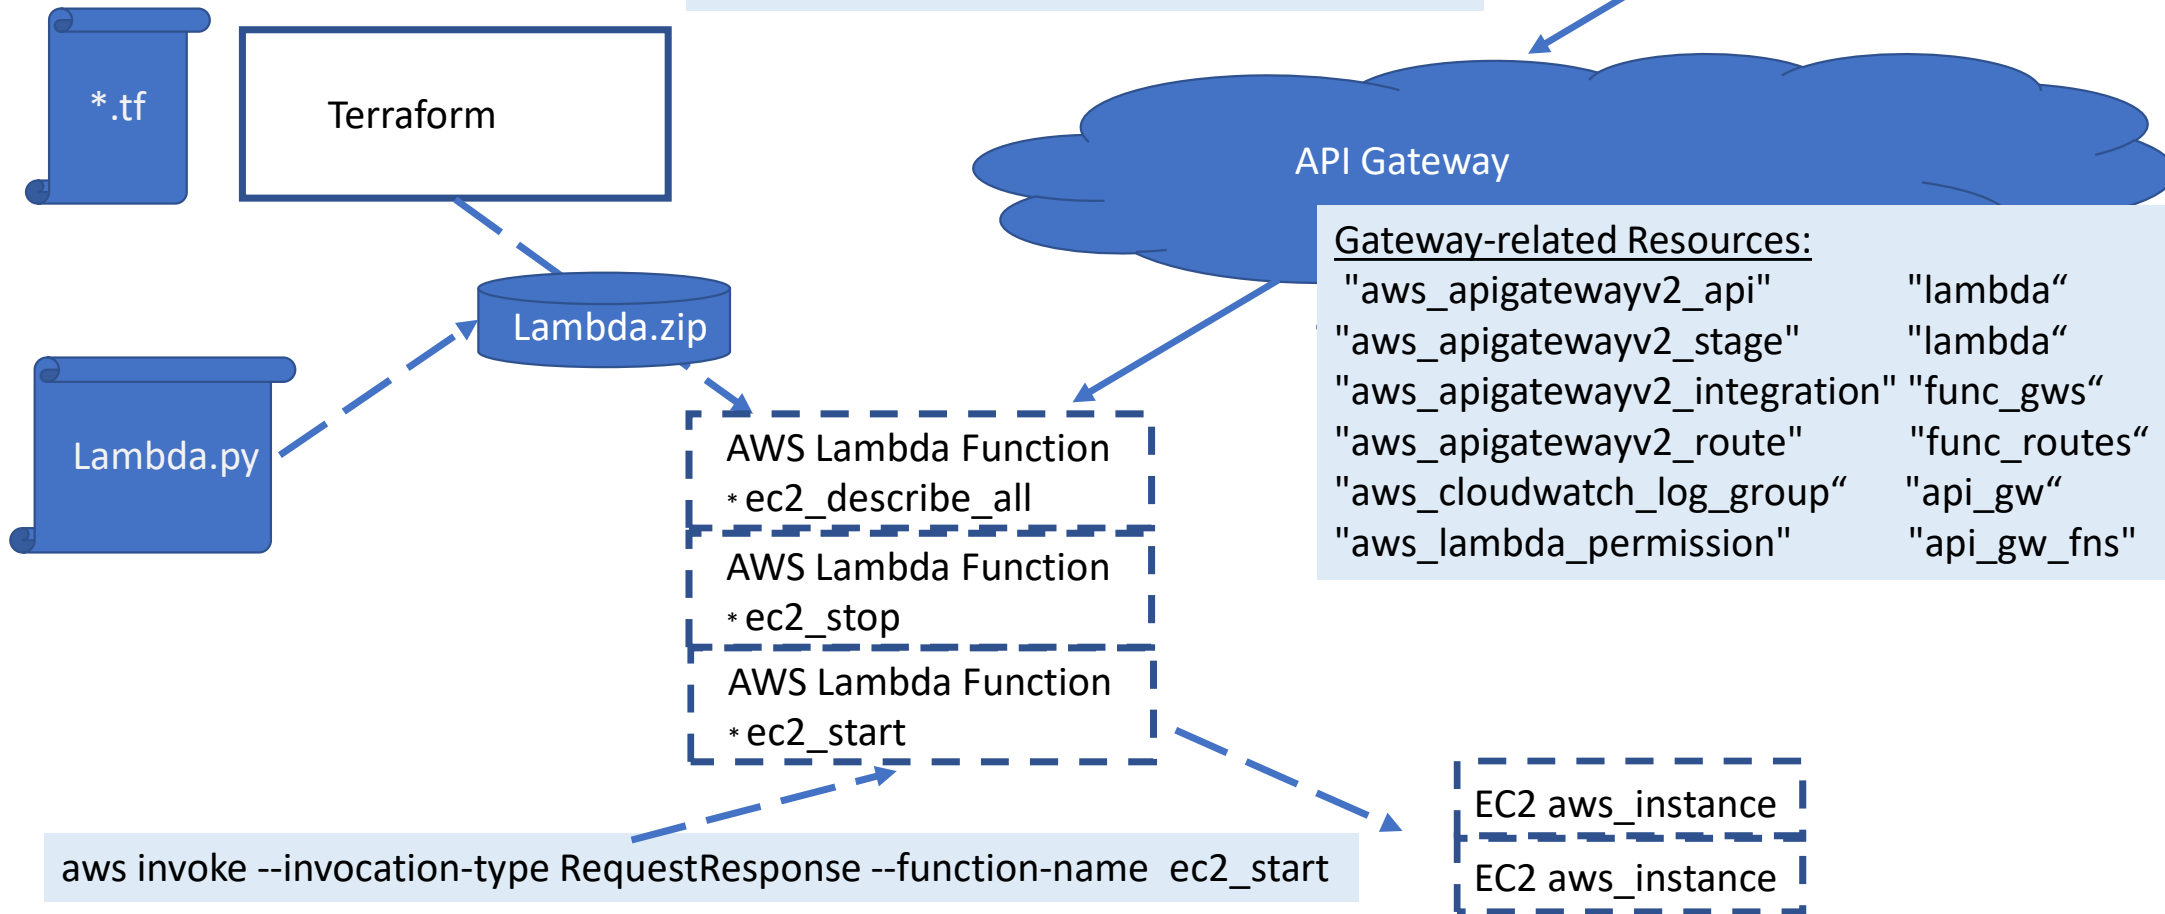 *.tf
Terraform
API Gateway
Gateway-related Resources:
"aws_apigatewayv2_api" "lambda“
"aws_apigatewayv2_stage" "lambda“
"aws_apigatewayv2_integration" "func_gws“
"aws_apigatewayv2_route" "func_routes“
"aws_cloudwatch_log_group“ "api_gw“
"aws_lambda_permission" "api_gw_fns"
Lambda.zip
Lambda.py
AWS Lambda Function
* ec2_describe_all
AWS Lambda Function
* ec2_stop
AWS Lambda Function
* ec2_start
EC2 aws_instance
EC2 aws_instance
aws invoke --invocation-type RequestResponse --function-name ec2_start